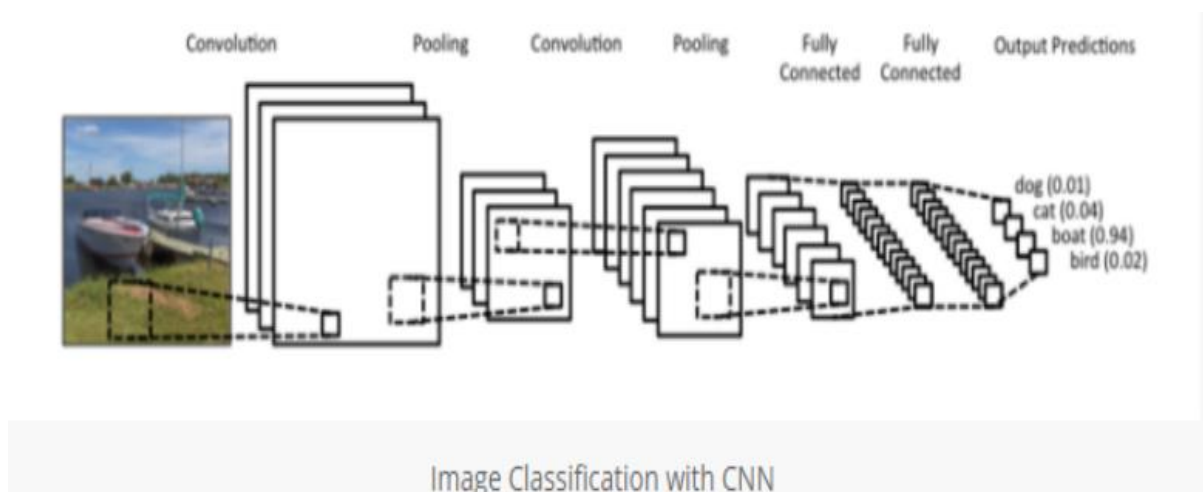 Convolution Pooling Convolution Pooling Fully Connected Fully Connected Output Predictions
dog (0.01)
cat (0.04)
boat (0.94)
bird (0.02)
Image Classification with CNN